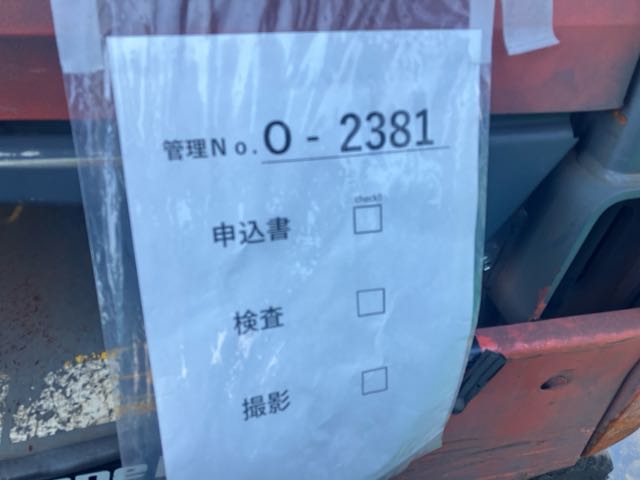 管理No. O - 2381
check!!
申込書 □
検査 □
撮影 □